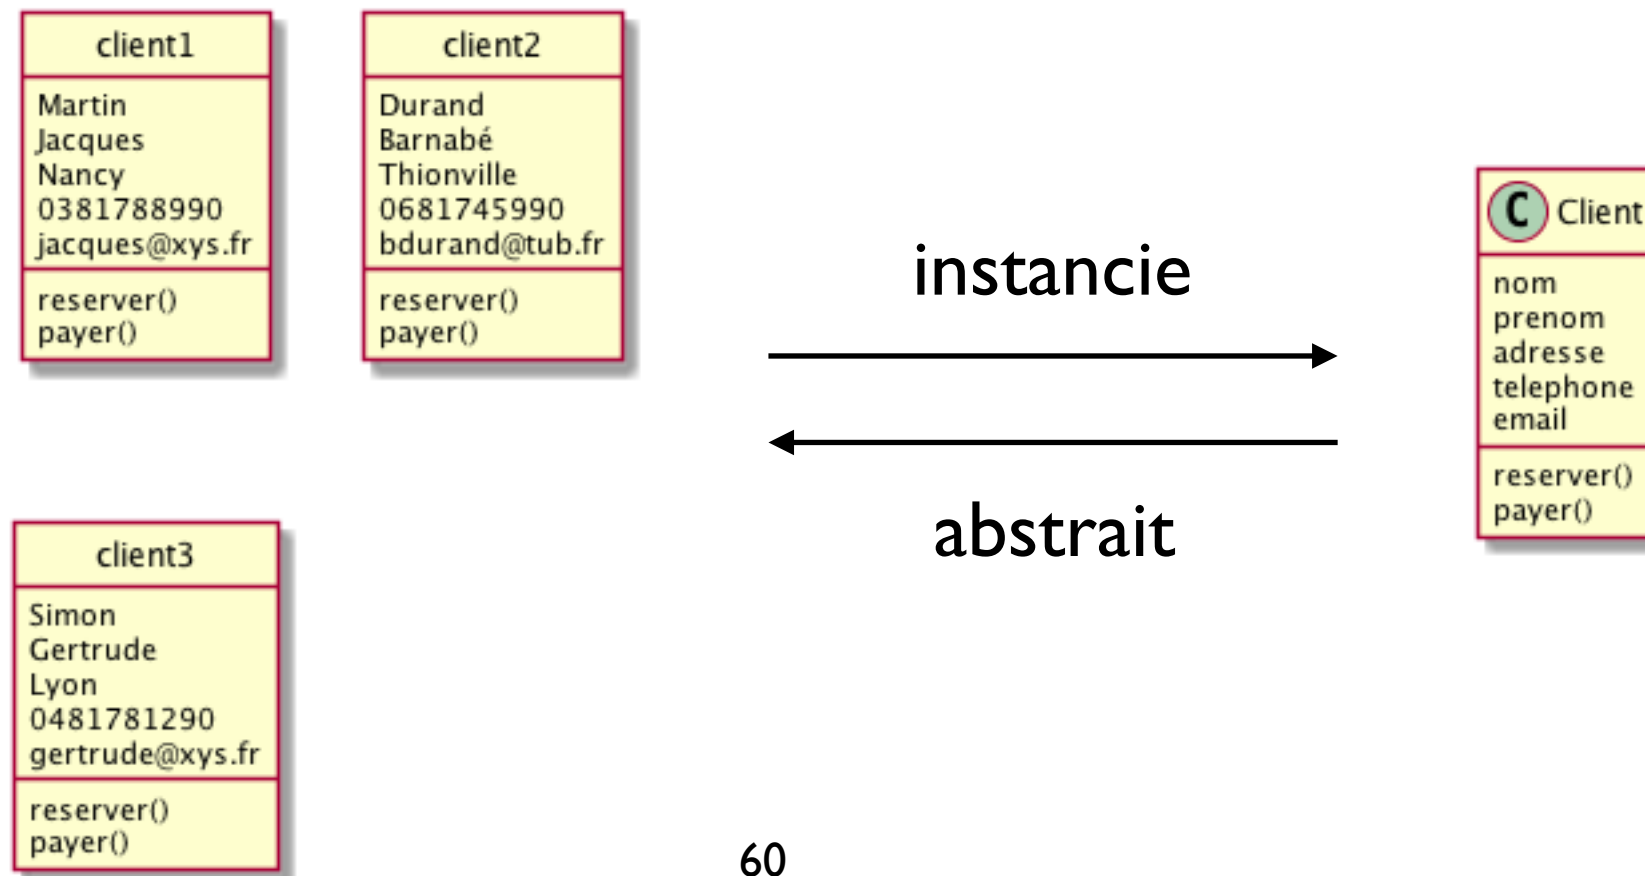 client1
Martin
Jacques
Nancy
0381788990
jacques@xys.fr
reserver()
payer()
client2
Durand
Barnabé
Thionville
0681745990
bdurand@tub.fr
reserver()
payer()
client3
Simon
Gertrude
Lyon
0481781290
gertrude@xys.fr
reserver()
payer()
instancie
abstrait
C Client
nom
prenom
adresse
telephone
email
reserver()
payer()
60